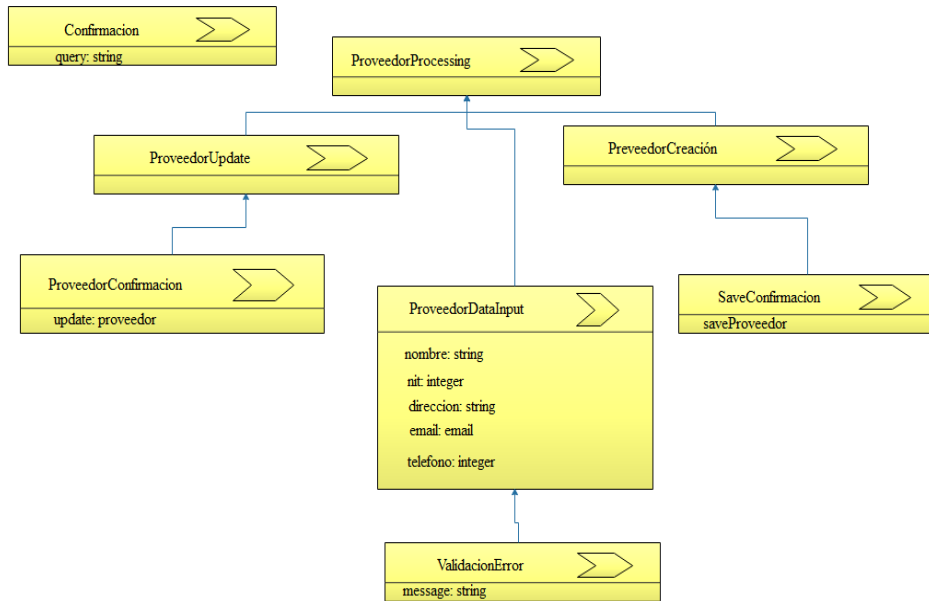 Confirmacion
query: string
ProveedorProcessing
ProveedorUpdate
PreveedorCreación
ProveedorConfirmacion
update: proveedor
ProveedorDataInput
nombre: string
nit: integer
direccion: string
email: email
telefono: integer
SaveConfirmacion
saveProveedor
ValidacionError
message: string